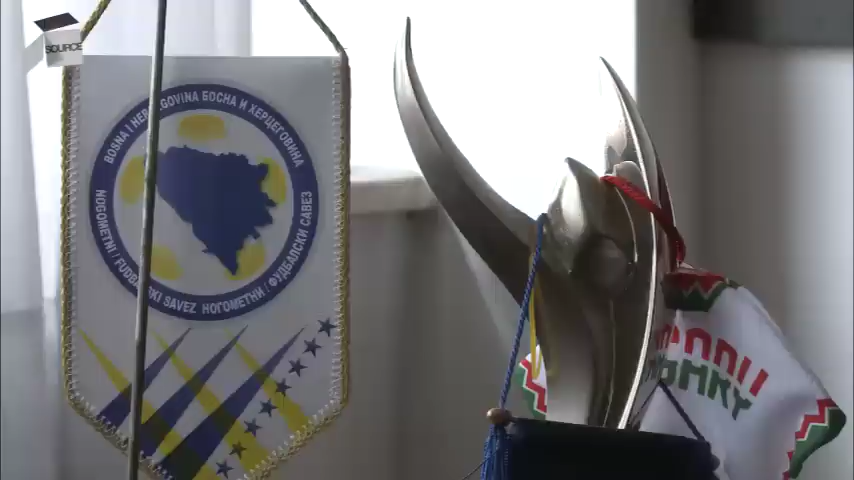 SOURCE
BOSNA I HERCEGOVINA БОСНА И ХЕРЦЕГОВИНА
NOGOMETNI / FUDBALSKI SAVEZ НОГОМЕТНИ / ФУДБАЛСКИ САВЕЗ